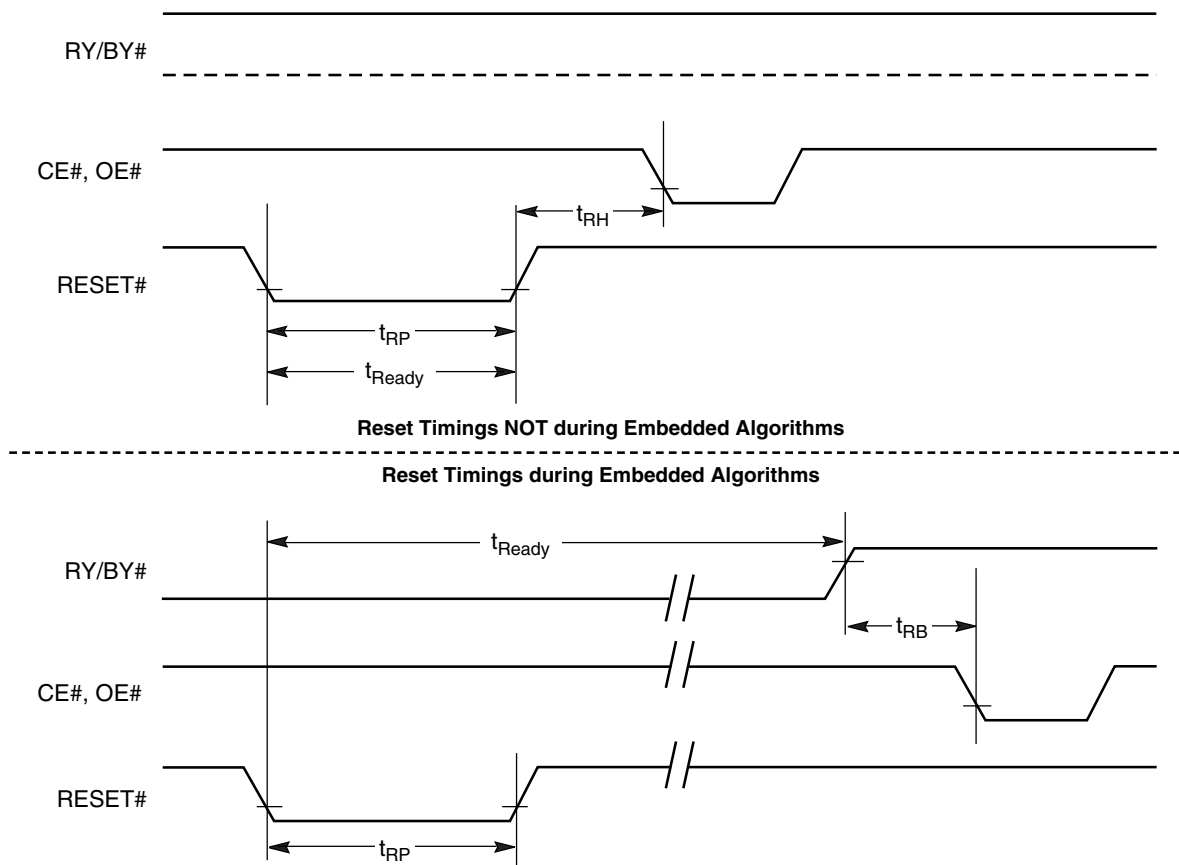 RY/BY#
CE#, OE#
tRH
RESET#
tRP
tReady
Reset Timings NOT during Embedded Algorithms
Reset Timings during Embedded Algorithms
tReady
RY/BY#
tRB
CE#, OE#
RESET#
tRP